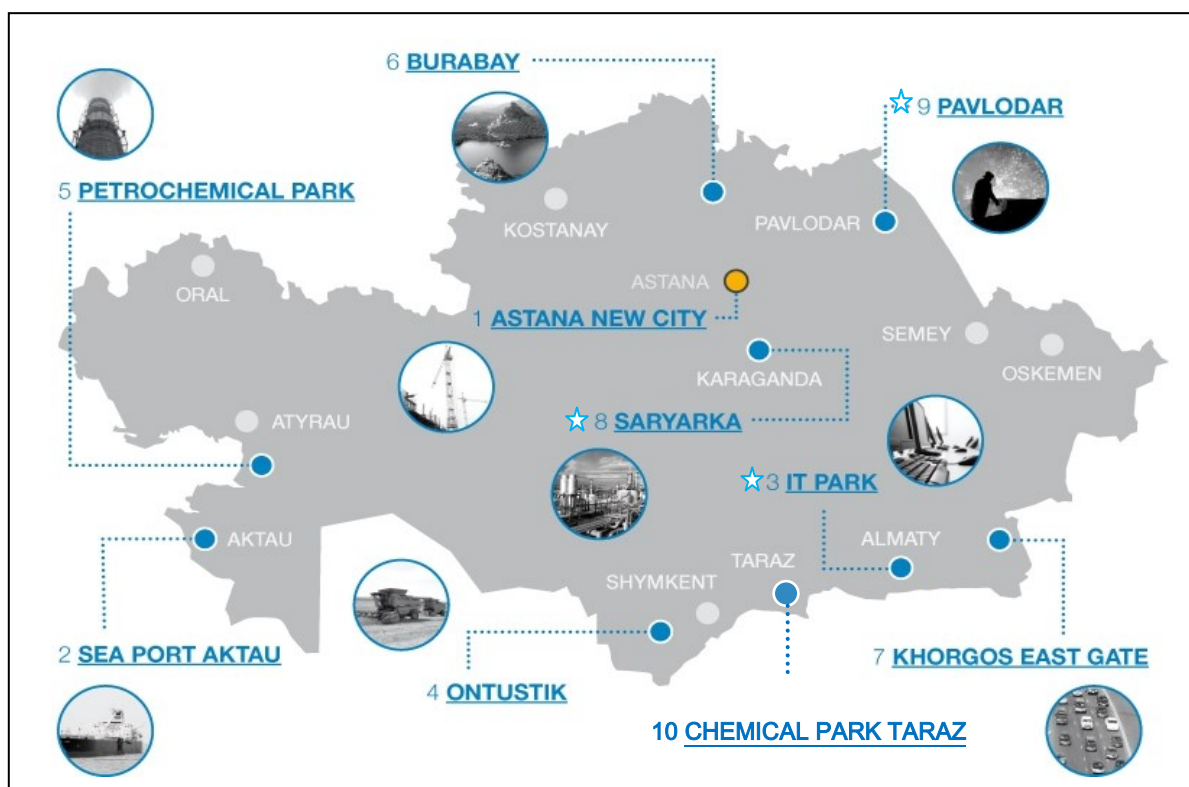 6 BURABAY
9 PAVLODAR
5 PETROCHEMICAL PARK
KOSTANAY
PAVLODAR
ORAL
ASTANA
1 ASTANA NEW CITY
SEMEY
OSKEMEN
KARAGANDA
ATYRAU
8 SARYARKA
3 IT PARK
AKTAU
ALMATY
TARAZ
SHYMKENT
2 SEA PORT AKTAU
7 KHORGOS EAST GATE
4 ONTUSTIK
10 CHEMICAL PARK TARAZ